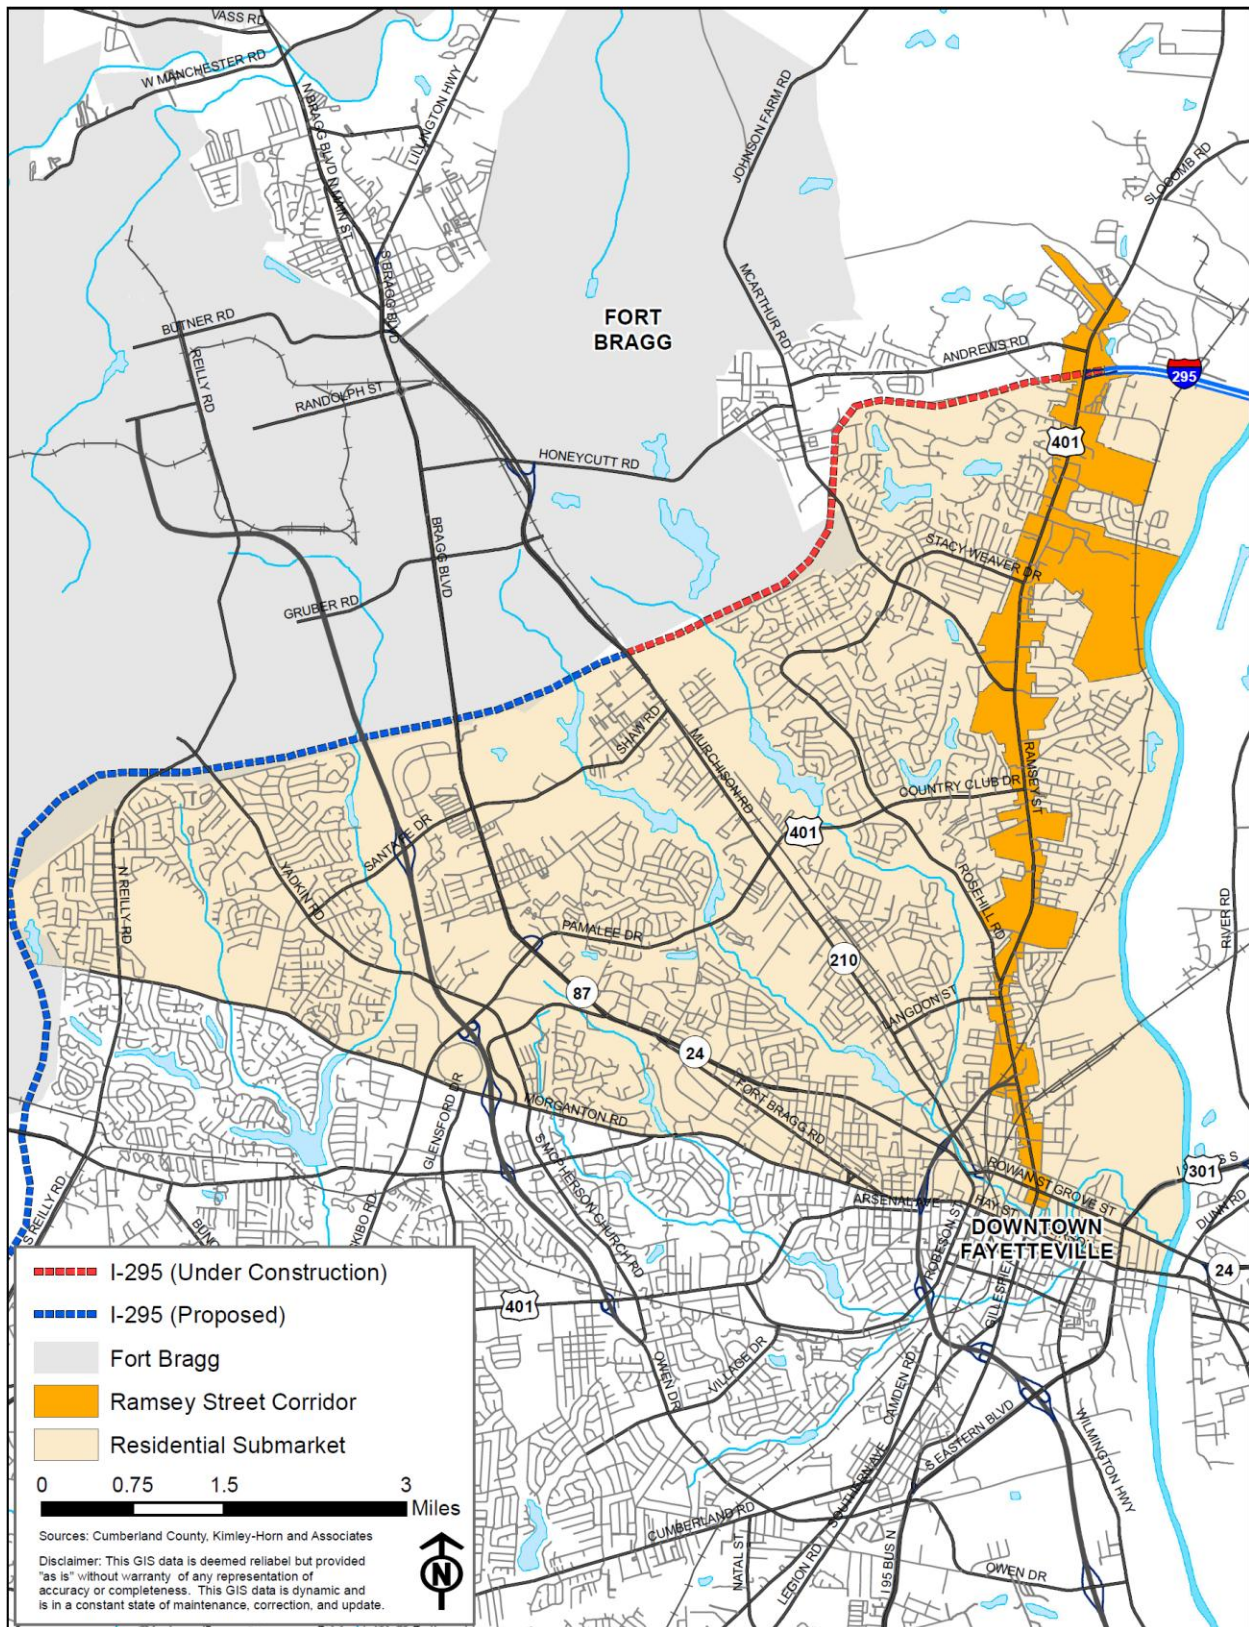 VASS RD
W MANCHESTER RD
N BRAGG BLVD
N MAIN ST
LILLINGTON HWY
JOHNSON FARM RD
SLOCOMB RD
S BRAGG BLVD
MCARTHUR RD
FORT
BRAGG
BUTNER RD
REILLY RD
ANDREWS RD
295
RANDOLPH ST
401
HONEYCUTT RD
BRAGG BLVD
STACY WEAVER DR
GRUBER RD
SHAW RD
MURCHISON RD
RAMSEY ST
COUNTRY CLUB DR
401
SANTAFE DR
YADKIN RD
N REILLY RD
ROSEHILL RD
RIVER RD
PAMALEE DR
210
87
LANGDON ST
24
FORT BRAGG RD
GLENSFORD DR
MORGANTON RD
S MCPHERSON CHURCH RD
ROWAN ST
GROVE ST
301
ARSENAL AVE
HAY ST
DUNN RD
S REILLY RD
ROBESON ST
DOWNTOWN
FAYETTEVILLE
24
401
VILLAGE DR
OWEN DR
CAMDEN RD
S EASTERN BLVD
WILMINGTON HWY
SOUTHERN AVE
CUMBERLAND RD
NATAL ST
LEGION RD
I 95 BUS N
OWEN DR
I-295 (Under Construction)
I-295 (Proposed)
Fort Bragg
Ramsey Street Corridor
Residential Submarket
0 0.75 1.5 3
Miles
Sources: Cumberland County, Kimley-Horn and Associates
Disclaimer: This GIS data is deemed reliabel but provided
"as is" without warranty of any representation of
accuracy or completeness. This GIS data is dynamic and
is in a constant state of maintenance, correction, and update.
N